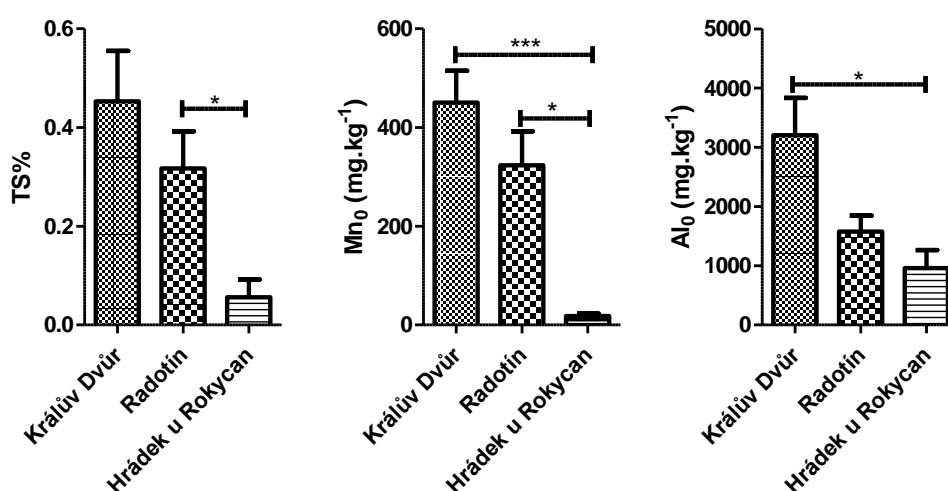 TS%
0.6
0.4
0.2
0.0
*
Králův Dvůr
Radotín
Hrádek u Rokycan
Mn₀ (mg.kg⁻¹)
600
400
200
0
***
*
Králův Dvůr
Radotín
Hrádek u Rokycan
Al₀ (mg.kg⁻¹)
5000
4000
3000
2000
1000
0
*
Králův Dvůr
Radotín
Hrádek u Rokycan